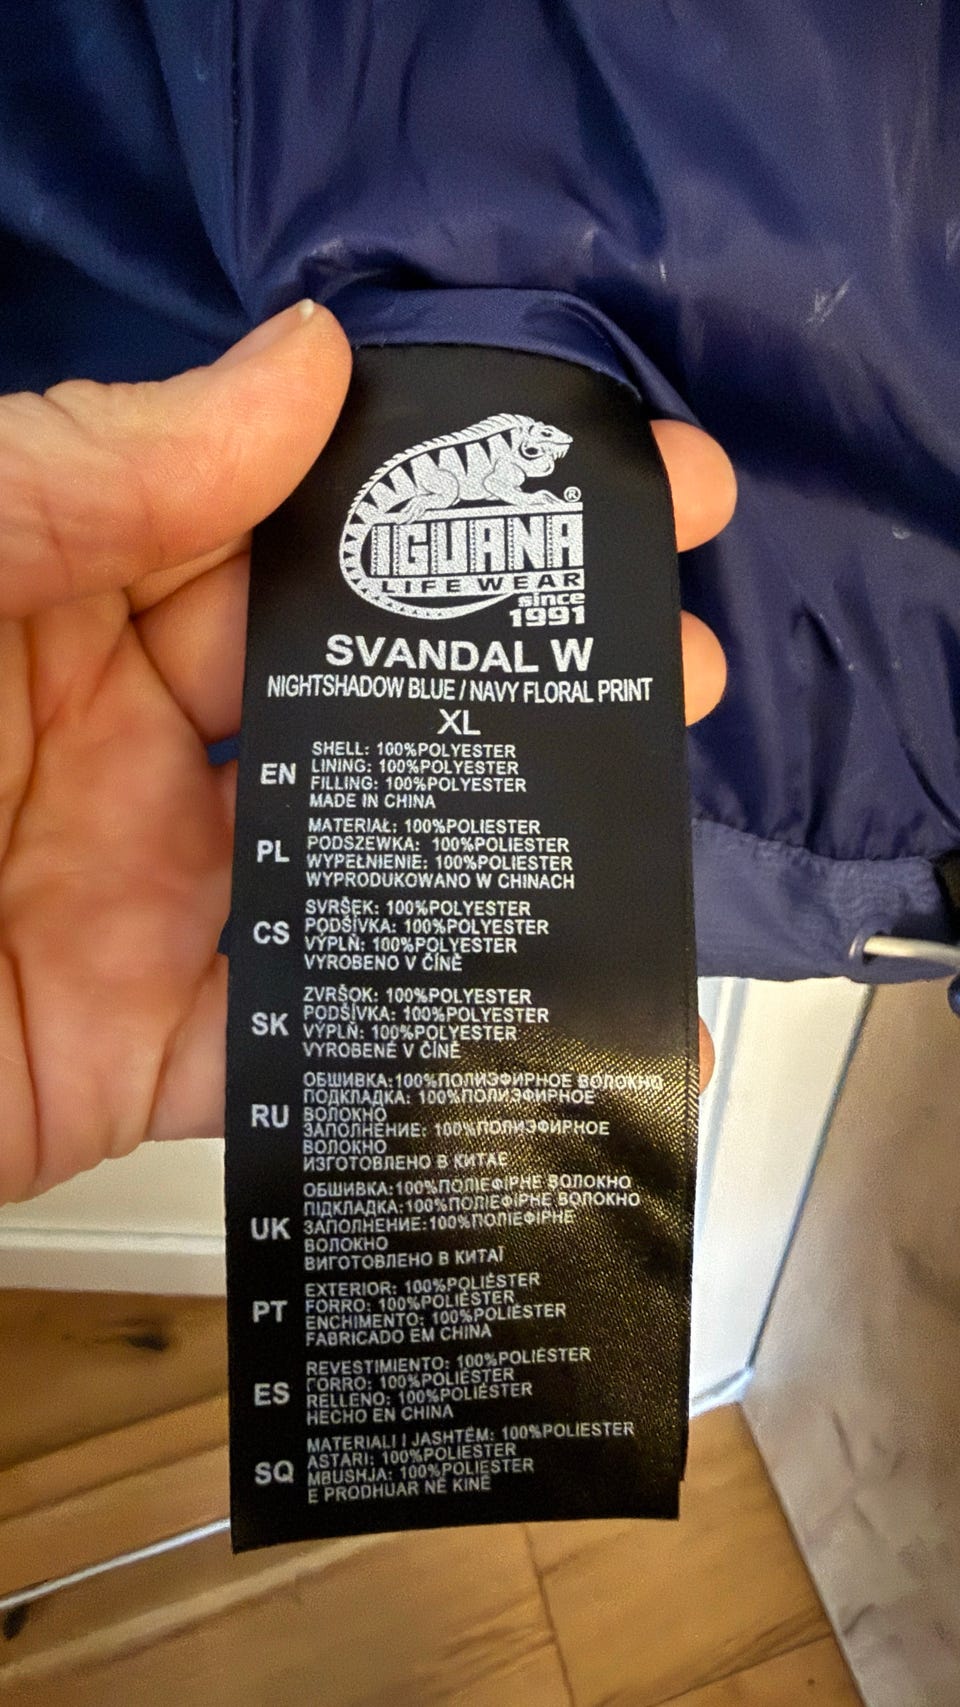 ®
IGUANA
LIFE WEAR
since
1991
SVANDAL W
NIGHTSHADOW BLUE / NAVY FLORAL PRINT
XL
EN
SHELL: 100%POLYESTER
LINING: 100%POLYESTER
FILLING: 100%POLYESTER
MADE IN CHINA
PL
MATERIAŁ: 100%POLIESTER
PODSZEWKA: 100%POLIESTER
WYPEŁNIENIE: 100%POLIESTER
WYPRODUKOWANO W CHINACH
CS
SVRŠEK: 100%POLYESTER
PODŠÍVKA: 100%POLYESTER
VÝPLŇ: 100%POLYESTER
VYROBENO V ČÍNĚ
SK
ZVRŠOK: 100%POLYESTER
PODŠÍVKA: 100%POLYESTER
VÝPLŇ: 100%POLYESTER
VYROBENÉ V ČÍNĚ
RU
ОБШИВКА:100%ПОЛИЭФИРНОЕ ВОЛОКНО
ПОДКЛАДКА: 100%ПОЛИЭФИРНОЕ
ВОЛОКНО
ЗАПОЛНЕНИЕ: 100%ПОЛИЭФИРНОЕ
ВОЛОКНО
ИЗГОТОВЛЕНО В КИТАЕ
UK
ОБШИВКА:100%ПОЛІЕФІРНЕ ВОЛОКНО
ПІДКЛАДКА:100%ПОЛІЕФІРНЕ ВОЛОКНО
ЗАПОЛНЕННЕ:100%ПОЛІЕФІРНЕ
ВОЛОКНО
ВИГОТОВЛЕНО В КИТАЇ
PT
EXTERIOR: 100%POLIÉSTER
FORRO: 100%POLIÉSTER
ENCHIMENTO: 100%POLIÉSTER
FABRICADO EM CHINA
ES
REVESTIMIENTO: 100%POLIÉSTER
FORRO: 100%POLIÉSTER
RELLENO: 100%POLIÉSTER
HECHO EN CHINA
SQ
MATERIALI I JASHTËM: 100%POLIESTER
ASTARI: 100%POLIESTER
MBUSHJA: 100%POLIESTER
E PRODHUAR NË KINË